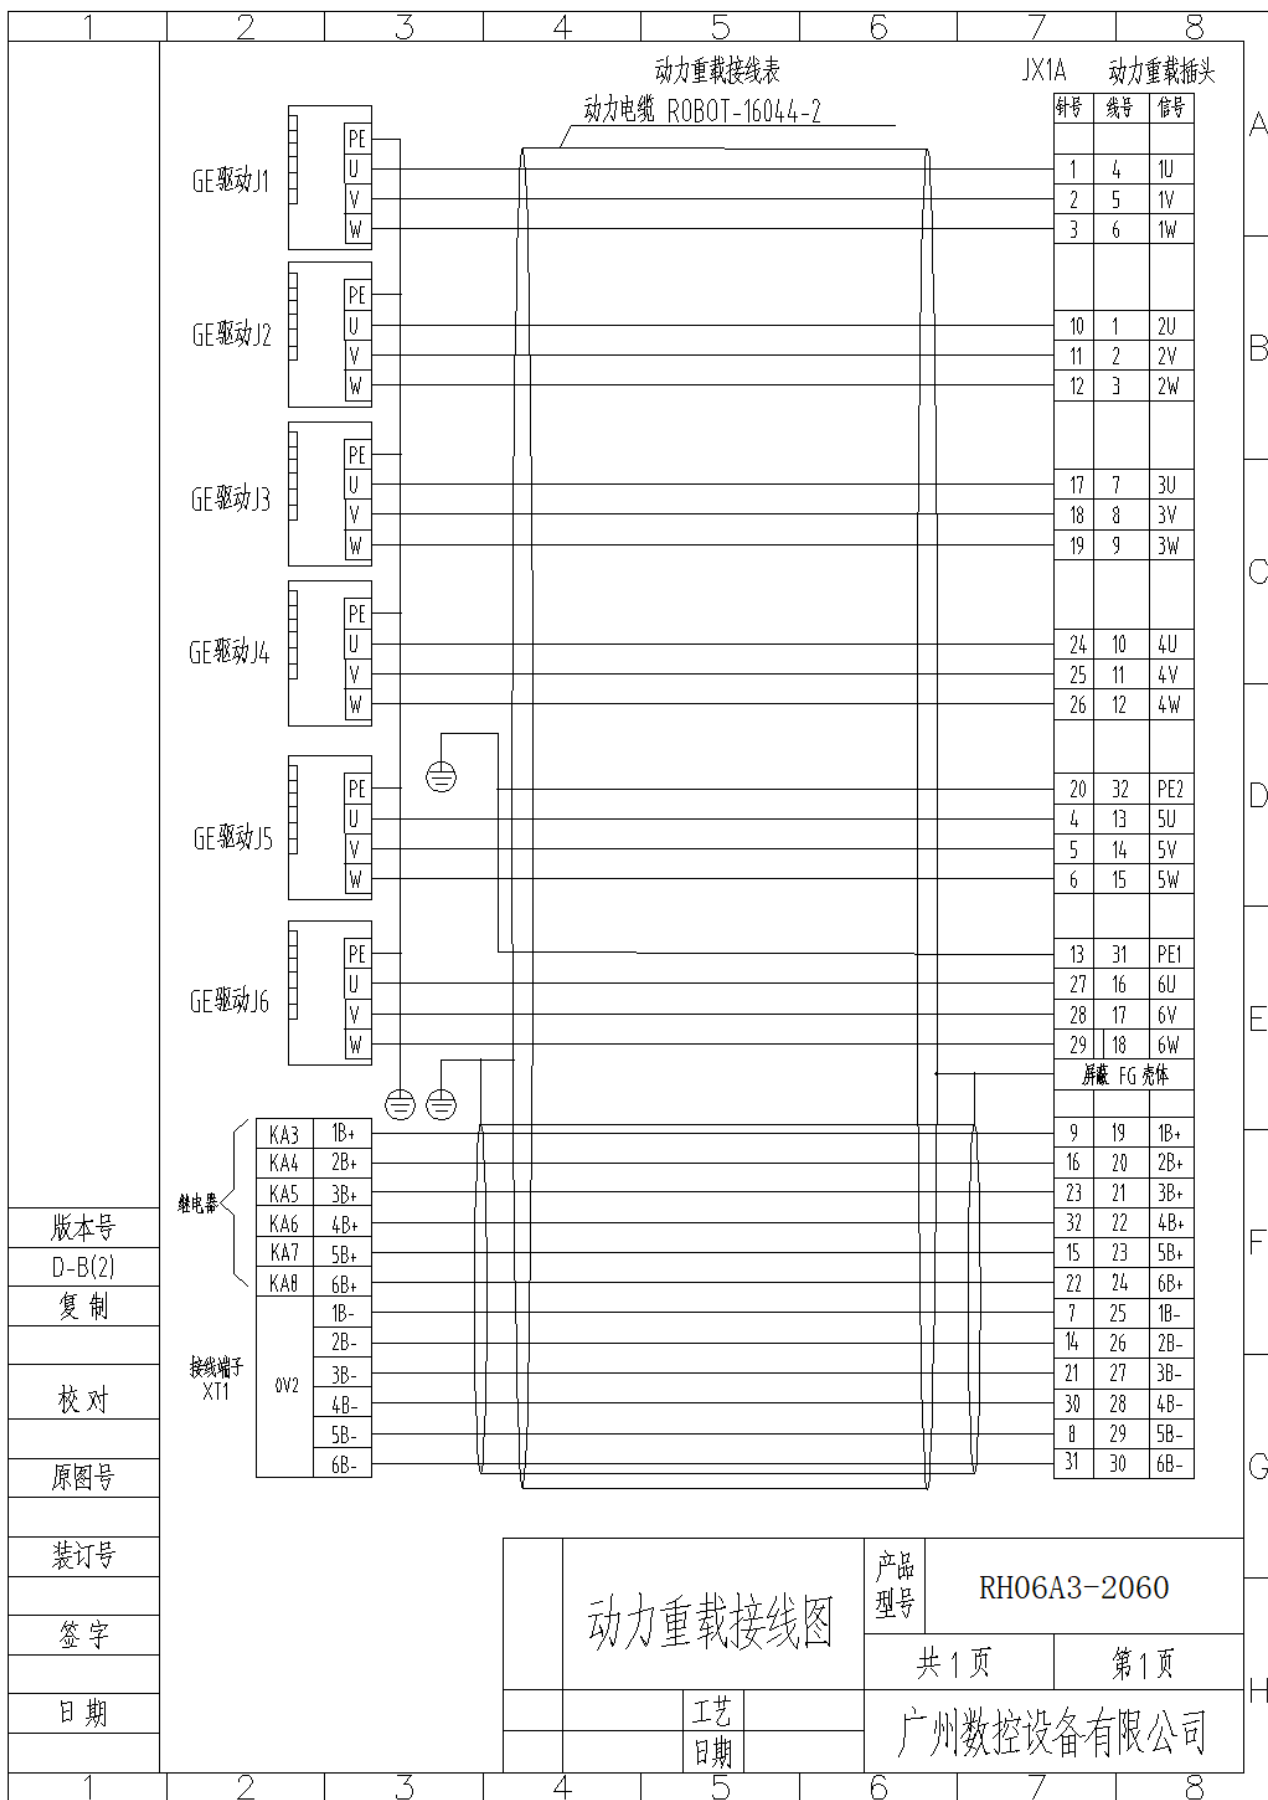 1 2 3 4 5 6 7 8
动力重载接线表 JX1A 动力重载插头
动力电缆 ROBOT-16044-2
针号 线号 信号
A
GE驱动J1
PE
U 1 4 1U
V 2 5 1V
W 3 6 1W
GE驱动J2
PE
U 10 1 2U
V 11 2 2V
W 12 3 2W
B
GE驱动J3
PE
U 17 7 3U
V 18 8 3V
W 19 9 3W
C
GE驱动J4
PE
U 24 10 4U
V 25 11 4V
W 26 12 4W
GE驱动J5
PE 20 32 PE2
D
U 4 13 5U
V 5 14 5V
W 6 15 5W
GE驱动J6
PE 13 31 PE1
U 27 16 6U
V 28 17 6V
E
W 29 18 6W
屏蔽 FG 壳体
继电器
KA3 1B+ 9 19 1B+
KA4 2B+ 16 20 2B+
KA5 3B+ 23 21 3B+
KA6 4B+ 32 22 4B+
F
KA7 5B+ 15 23 5B+
KA8 6B+ 22 24 6B+
接线端子
XT1
0V2
1B- 7 25 1B-
2B- 14 26 2B-
3B- 21 27 3B-
4B- 30 28 4B-
5B- 8 29 5B-
6B- 31 30 6B-
G
版本号
D-B(2)
复制
校对
原图号
装订号
签字
日期
动力重载接线图
产品
型号
RH06A3-2060
共1页 第1页
H
工艺
日期
广州数控设备有限公司
1 2 3 4 5 6 7 8